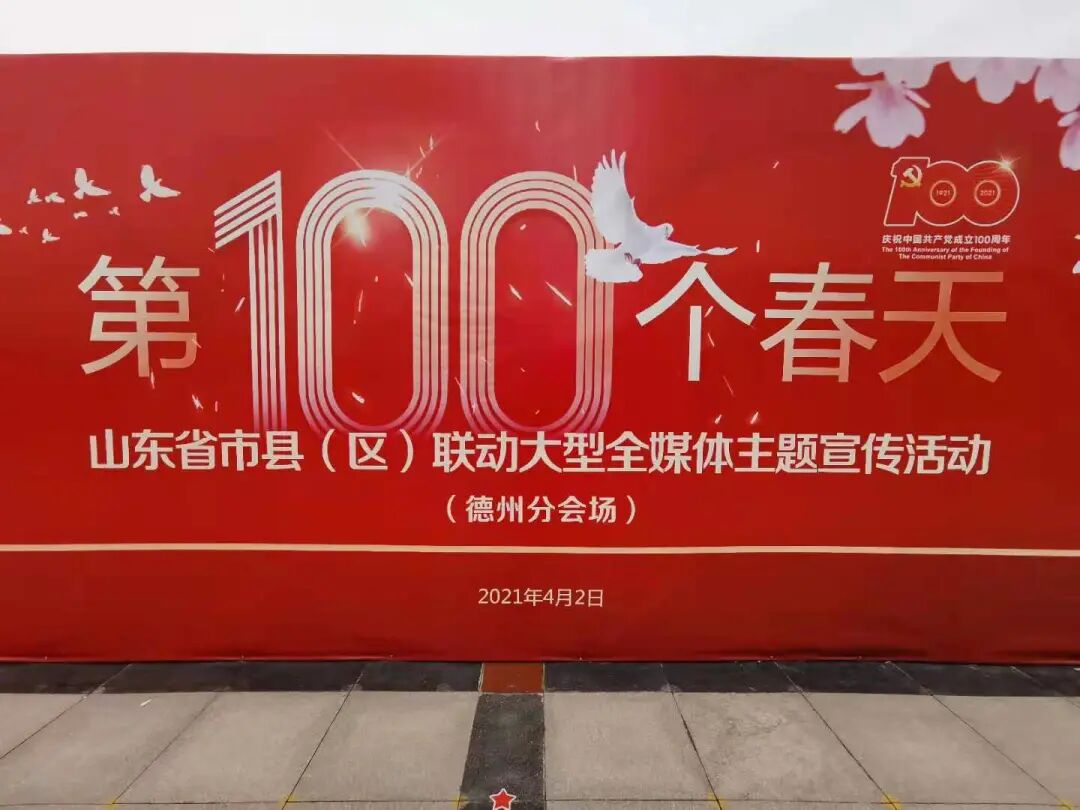 100
1921 2021
庆祝中国共产党成立100周年
The 100th Anniversary of the Founding of
The Communist Party of China
第100个春天
山东省市县（区）联动大型全媒体主题宣传活动
（德州分会场）
2021年4月2日